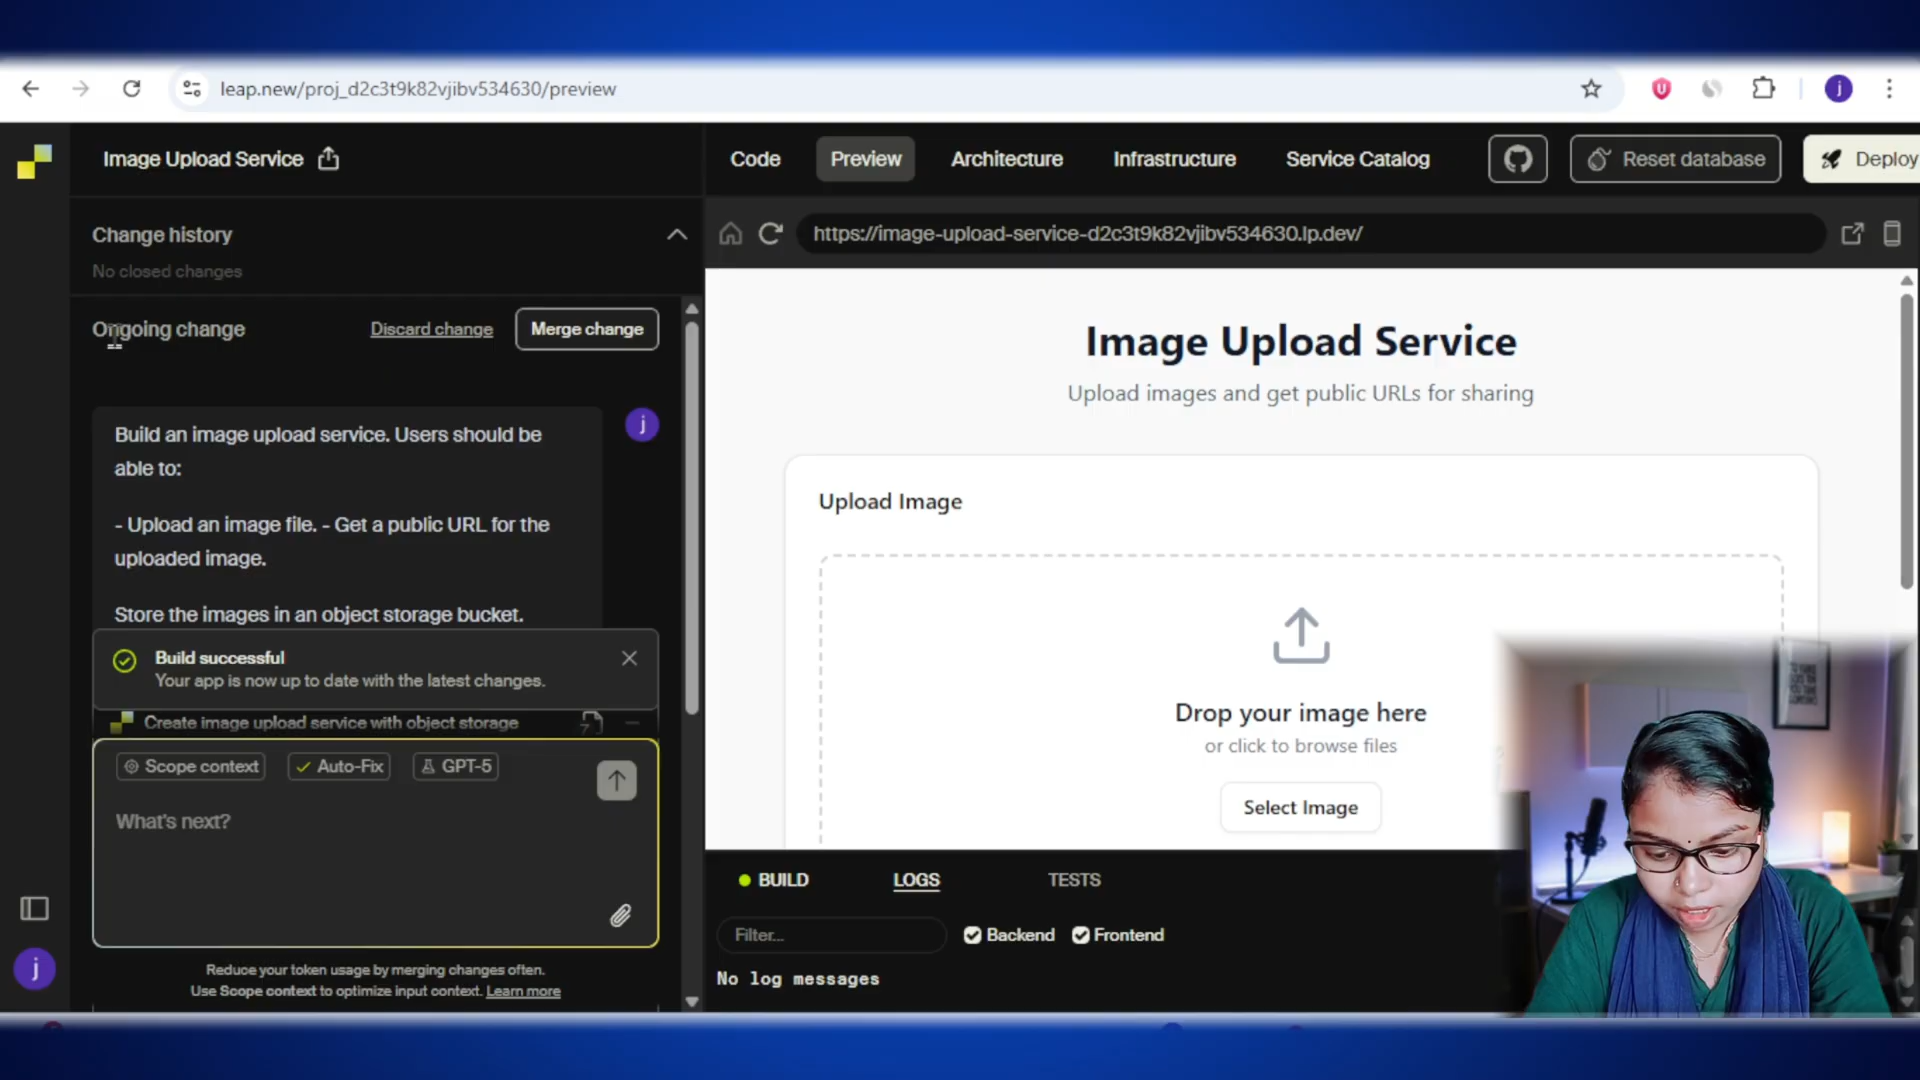 leap.new/proj_d2c3t9k82vjibv534630/preview
j
Image Upload Service
Code
Preview
Architecture
Infrastructure
Service Catalog
Reset database
Deploy
Change history
No closed changes
https://image-upload-service-d2c3t9k82vjibv534630.lp.dev/
Ongoing change
Discard change
Merge change
Build an image upload service. Users should be
able to:
- Upload an image file. - Get a public URL for the
uploaded image.
Store the images in an object storage bucket.
j
Build successful
Your app is now up to date with the latest changes.
Create image upload service with object storage
Scope context
Auto-Fix
GPT-5
What's next?
Reduce your token usage by merging changes often.
Use Scope context to optimize input context. Learn more
j
Image Upload Service
Upload images and get public URLs for sharing
Upload Image
Drop your image here
or click to browse files
Select Image
BUILD
LOGS
TESTS
Filter...
Backend
Frontend
No log messages